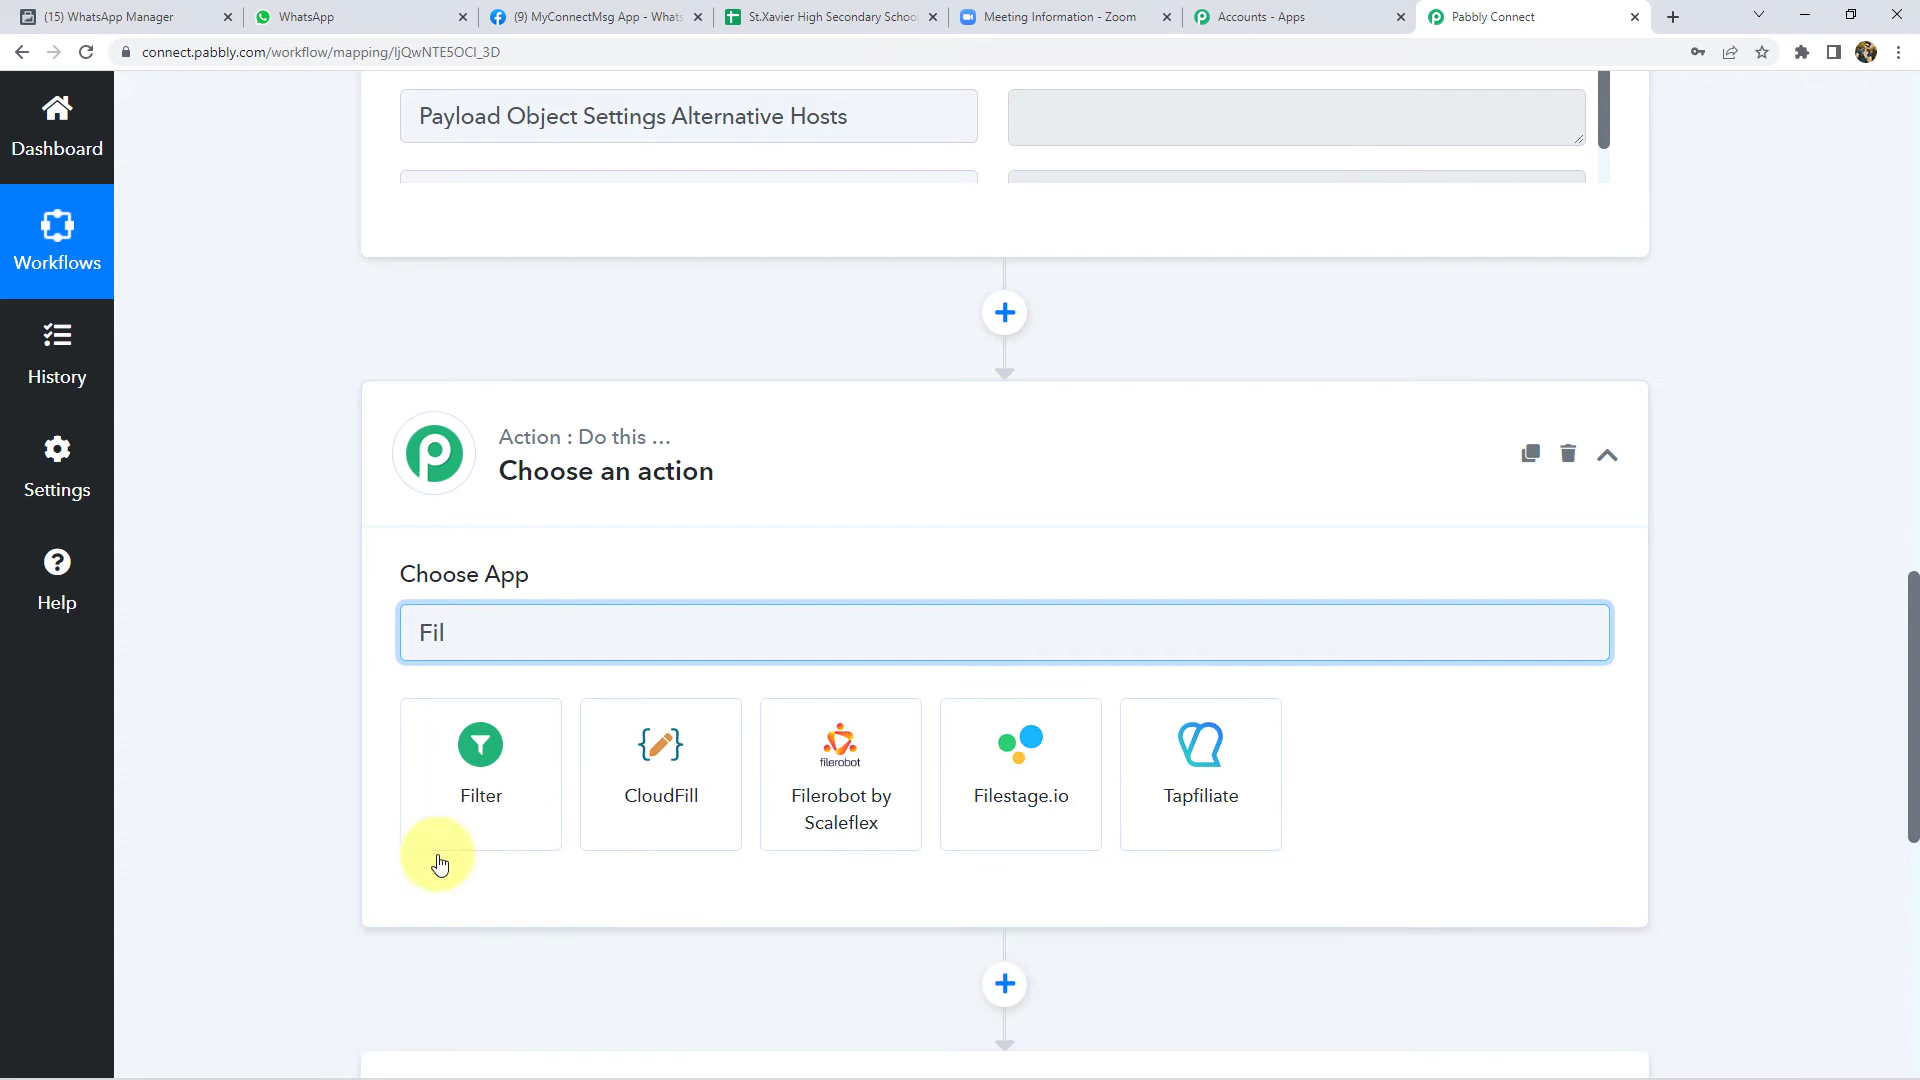 (15) WhatsApp Manager
WhatsApp
(9) MyConnectMsg App - Whats
St.Xavier High Secondary School
Meeting Information - Zoom
Accounts - Apps
Pabbly Connect
connect.pabbly.com/workflow/mapping/IjQwNTE5OCI_3D
Dashboard
Workflows
History
Settings
Help
Payload Object Settings Alternative Hosts
Action : Do this ...
Choose an action
Choose App
Fil
Filter
CloudFill
filerobot
Filerobot by
Scaleflex
Filestage.io
Tapfiliate